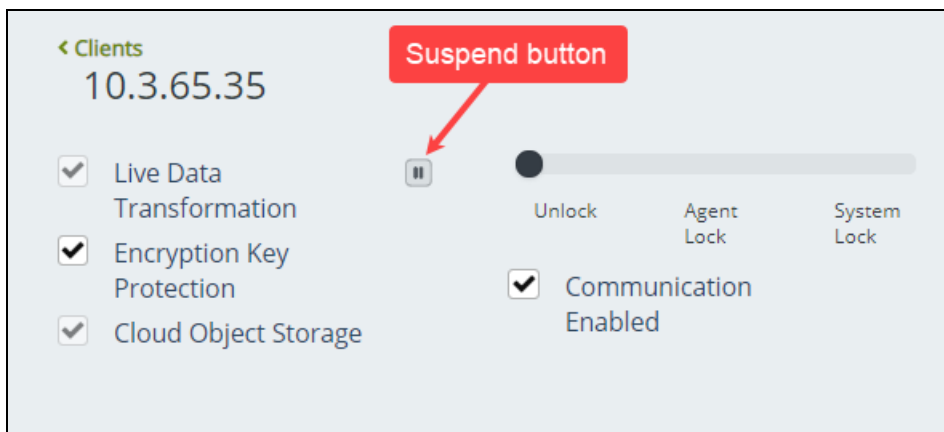 Clients
10.3.65.35
Suspend button
Live Data
Transformation
Encryption Key
Protection
Cloud Object Storage
Unlock
Agent
Lock
System
Lock
Communication
Enabled